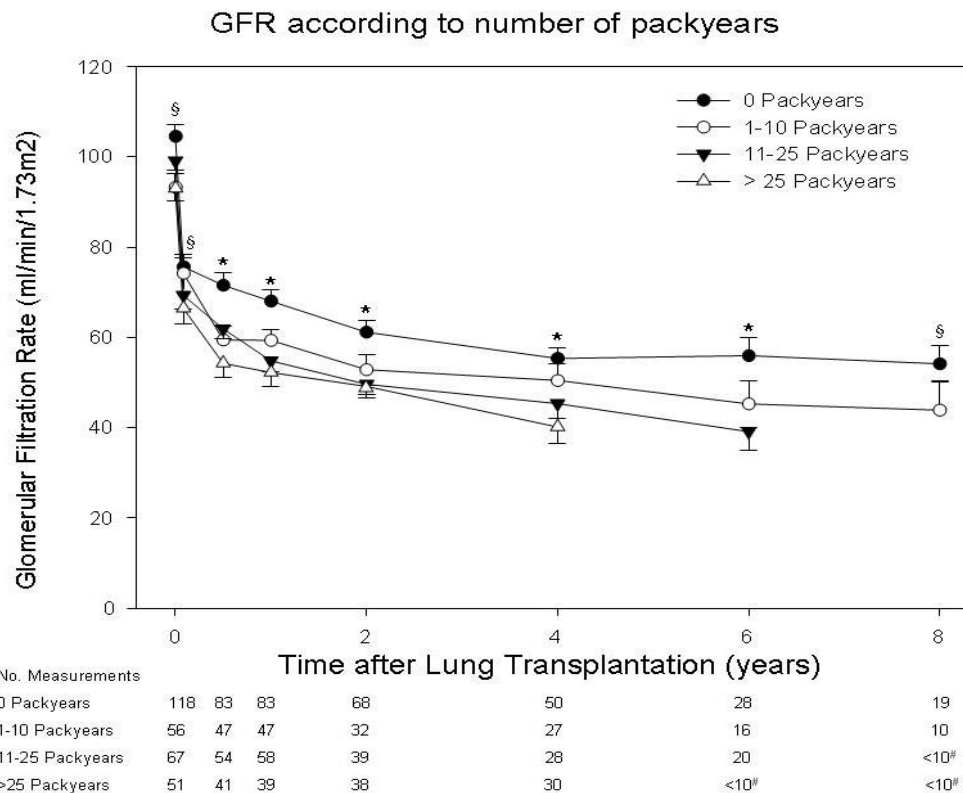 GFR according to number of packyears
120
100
80
60
40
20
0
Glomerular Filtration Rate (ml/min/1.73m2)
0 Packyears
1-10 Packyears
11-25 Packyears
> 25 Packyears
§
§
*
*
*
*
*
§
0 2 4 6 8
Time after Lung Transplantation (years)
No. Measurements
0 Packyears 118 83 83 68 50 28 19
1-10 Packyears 56 47 47 32 27 16 10
11-25 Packyears 67 54 58 39 28 20 <10#
>25 Packyears 51 41 39 38 30 <10# <10#